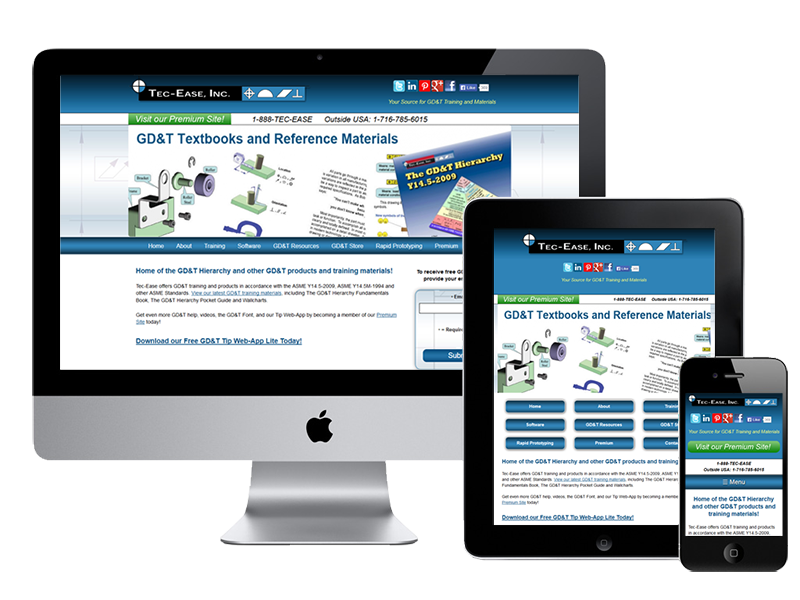 TEC-EASE, INC.
Your Source for GD&T Training and Materials
Visit our Premium Site!
1-888-TEC-EASE
Outside USA: 1-716-785-6015
GD&T Textbooks and Reference Materials
The GD&T Hierarchy
Y14.5-2009
Home
About
Training
Software
GD&T Resources
GD&T Store
Rapid Prototyping
Premium
Home of the GD&T Hierarchy and other GD&T products and training materials!
Tec-Ease offers GD&T training and products in accordance with the ASME Y14.5-2009. ASME Y14.5M-1994 and
other ASME Standards. View our latest GD&T training materials, including The GD&T Hierarchy Fundamentals
Book, The GD&T Hierarchy Pocket Guide and Wallcharts.
Get even more GD&T help, videos, the GD&T Font, and our Tip Web-App by becoming a member of our Premium
Site today!
Download our Free GD&T Tip Web-App Lite Today!
To receive free GD
provide your e
TEC-EASE, INC.
Your Source for GD&T Training and Materials
Visit our Premium Site!
1-888-TEC-EASE
Outside USA: 1-716-785-6015
GD&T Textbooks and Reference Materials
Home
About
Trainin
Software
GD&T Resources
GD&T S
Rapid Prototyping
Premium
Conta
Home of the GD&T Hierarchy and other GD&T products and training
Tec-Ease offers GD&T training and products in accordance with the ASME Y14.5-2009. ASME Y
and other ASME Standards. View our latest GD&T training materials, including The GD&T Hierar
Fundamentals Book, The GD&T Hierarchy Pocket Guide and Wallcharts.
Get even more GD&T help, videos, the GD&T Font, and our Tip Web-App by becoming a member
Premium Site today!
Download our Free GD&T Tip Web-App Lite Today!
TEC-EASE, INC.
Your Source for GD&T Training and Materials
Visit our Premium Site!
1-888-TEC-EASE
Outside USA: 1-716-785-6015
Menu
Home of the GD&T Hierarchy
and other GD&T products and
training materials!
Tec-Ease offers GD&T training and products
in accordance with the ASME Y14.5-2009.